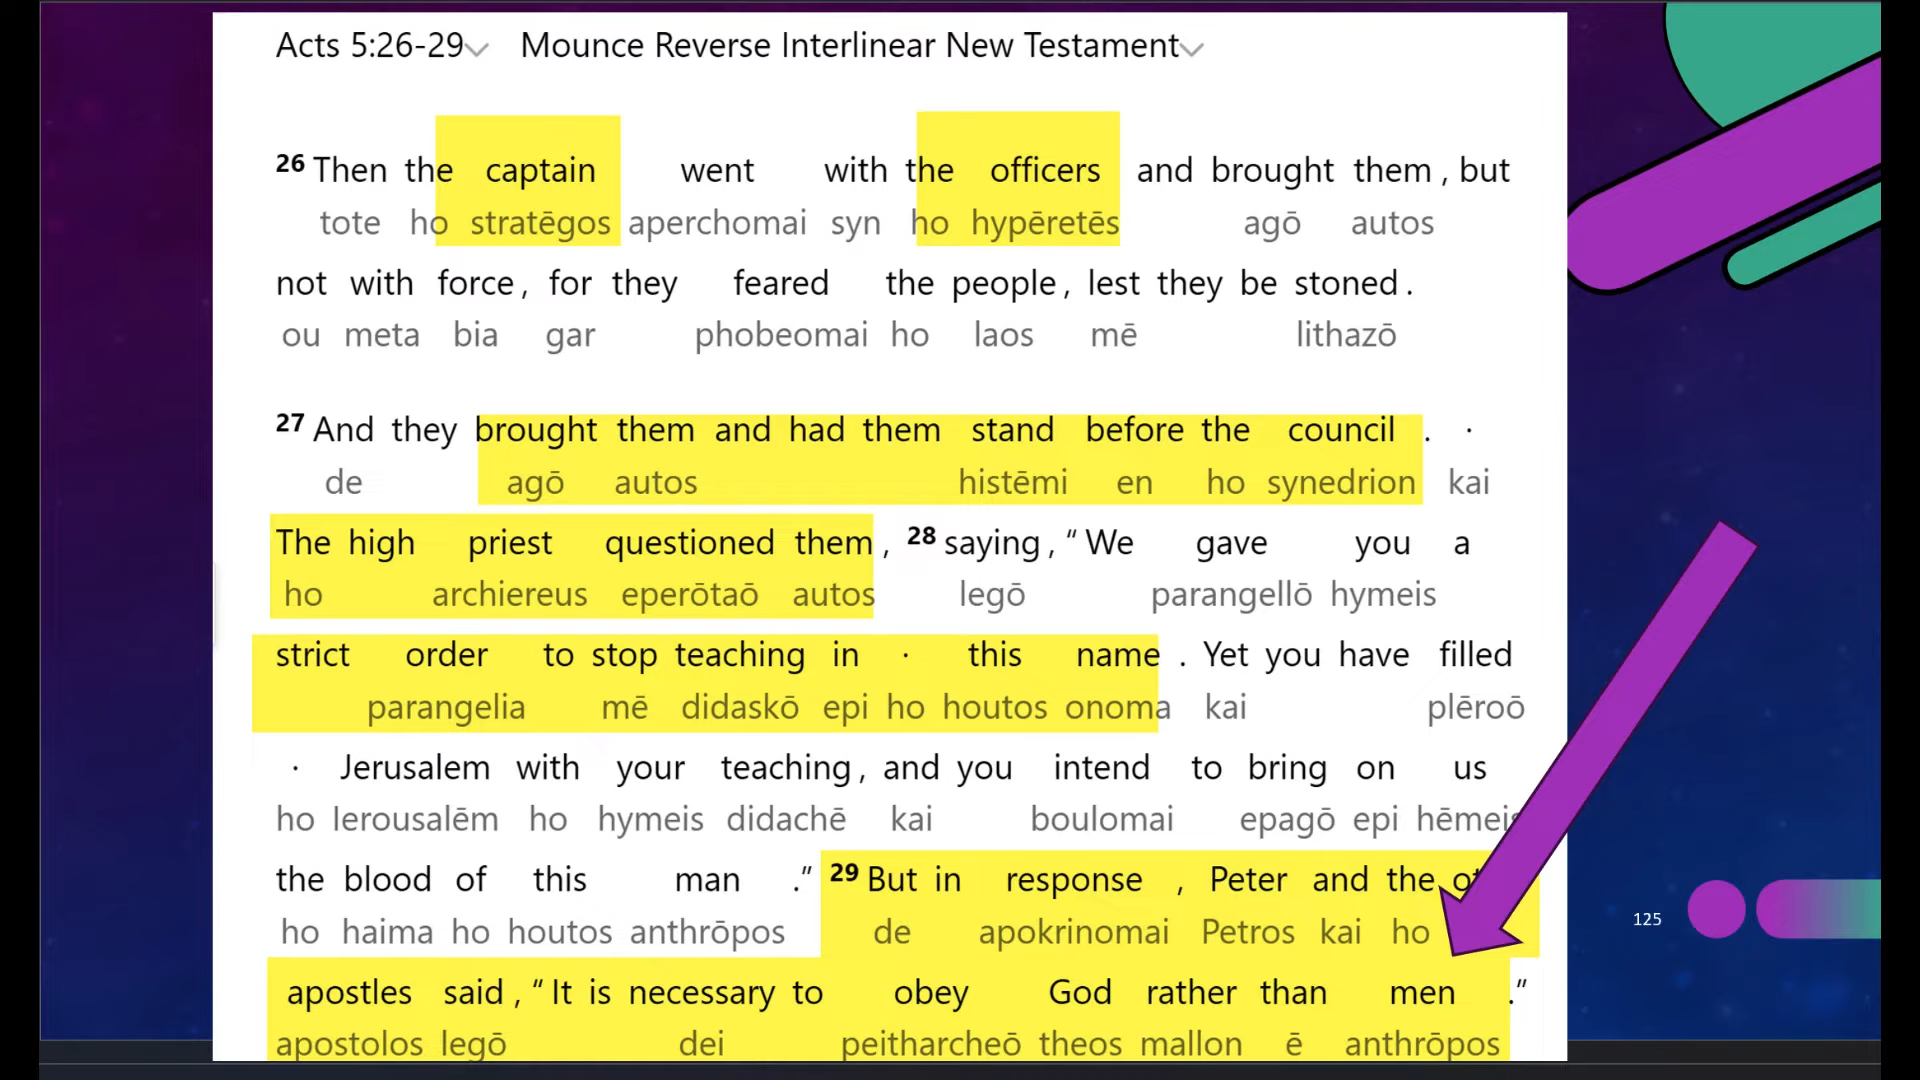 Acts 5:26-29 Mounce Reverse Interlinear New Testament
26 Then the captain went with the officers and brought them , but
tote ho stratēgos aperchomai syn ho hypēretēs agō autos
not with force , for they feared the people , lest they be stoned .
ou meta bia gar phobeomai ho laos mē lithazō
27 And they brought them and had them stand before the council . ·
de agō autos histēmi en ho synedrion kai
The high priest questioned them , 28 saying , “ We gave you a
ho archiereus eperōtaō autos legō parangellō hymeis
strict order to stop teaching in · this name . Yet you have filled
parangelia mē didaskō epi ho houtos onoma kai plēroō
· Jerusalem with your teaching , and you intend to bring on us
ho Ierousalēm ho hymeis didachē kai boulomai epagō epi hēmeis
the blood of this man .” 29 But in response , Peter and the
ho haima ho houtos anthrōpos de apokrinomai Petros kai ho
apostles said , “ It is necessary to obey God rather than men .”
apostolos legō dei peitharcheō theos mallon ē anthrōpos
125